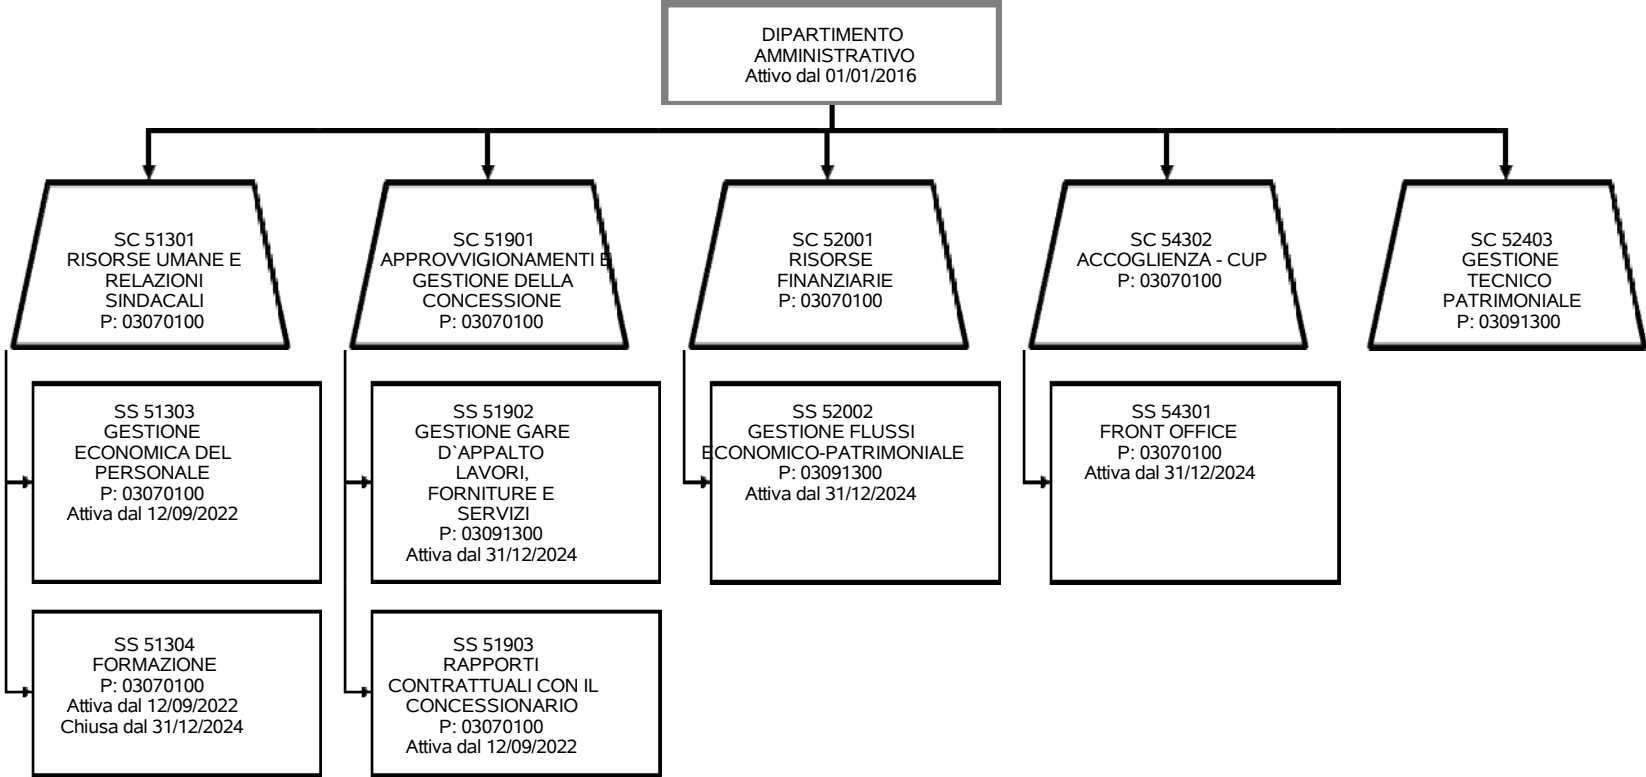 DIPARTIMENTO
AMMINISTRATIVO
Attivo dal 01/01/2016
SC 51301
RISORSE UMANE E
RELAZIONI
SINDACALI
P: 03070100
SC 51901
APPROVVIGIONAMENTI E
GESTIONE DELLA
CONCESSIONE
P: 03070100
SC 52001
RISORSE
FINANZIARIE
P: 03070100
SC 54302
ACCOGLIENZA - CUP
P: 03070100
SC 52403
GESTIONE
TECNICO
PATRIMONIALE
P: 03091300
SS 51303
GESTIONE
ECONOMICA DEL
PERSONALE
P: 03070100
Attiva dal 12/09/2022
SS 51902
GESTIONE GARE
D`APPALTO
LAVORI,
FORNITURE E
SERVIZI
P: 03091300
Attiva dal 31/12/2024
SS 52002
GESTIONE FLUSSI
ECONOMICO-PATRIMONIALE
P: 03091300
Attiva dal 31/12/2024
SS 54301
FRONT OFFICE
P: 03070100
Attiva dal 31/12/2024
SS 51304
FORMAZIONE
P: 03070100
Attiva dal 12/09/2022
Chiusa dal 31/12/2024
SS 51903
RAPPORTI
CONTRATTUALI CON IL
CONCESSIONARIO
P: 03070100
Attiva dal 12/09/2022